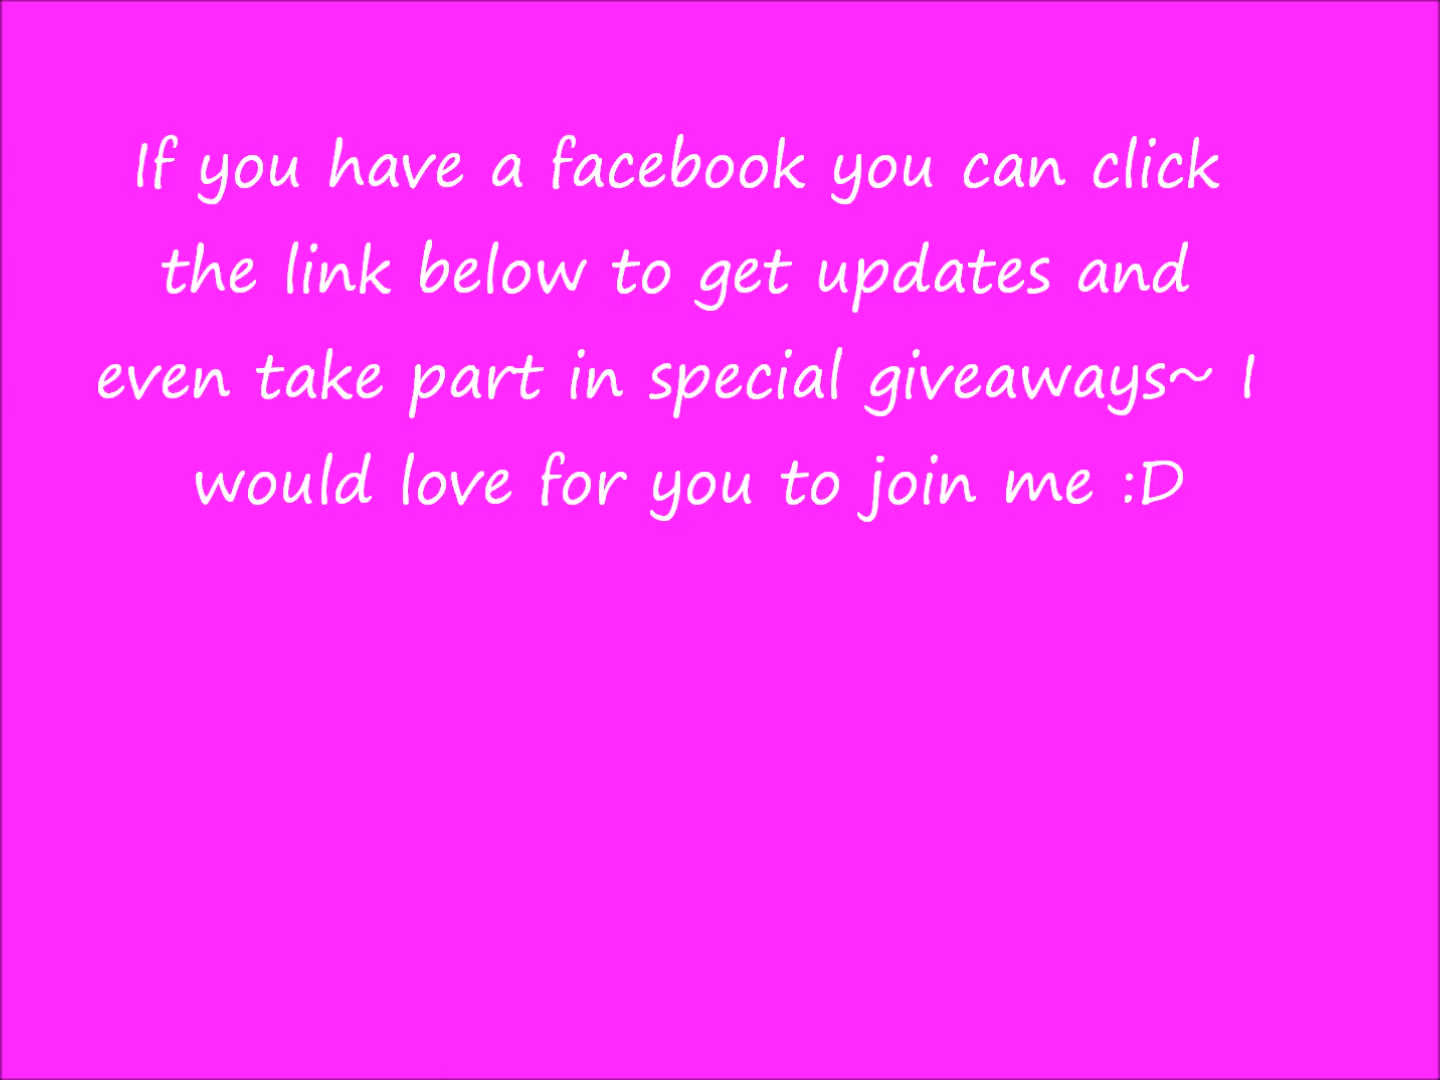 If you have a facebook you can click
the link below to get updates and
even take part in special giveaways~ I
would love for you to join me :D